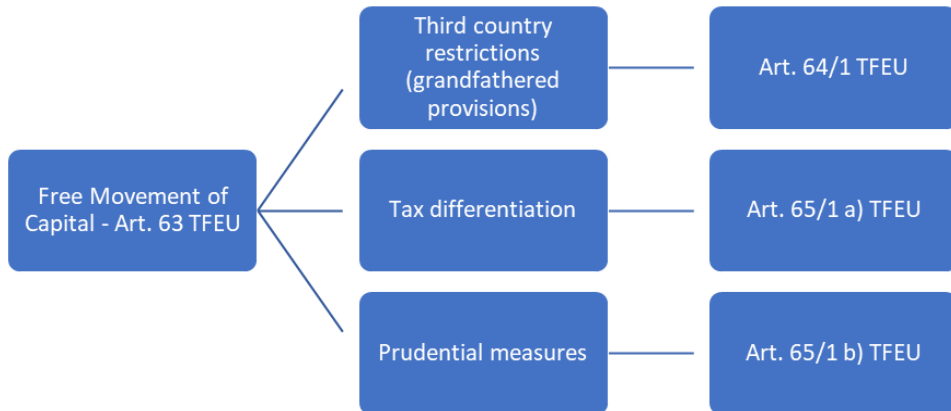 Third country
restrictions
(grandfathered
provisions)
Art. 64/1 TFEU
Free Movement of
Capital - Art. 63 TFEU
Tax differentiation
Art. 65/1 a) TFEU
Prudential measures
Art. 65/1 b) TFEU